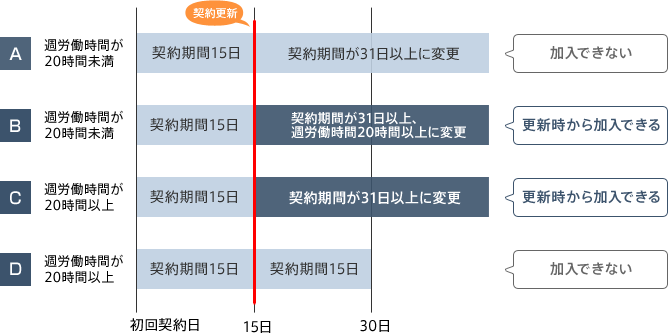 契約更新
A
週労働時間が
20時間未満
契約期間15日
契約期間が31日以上に変更
加入できない
B
週労働時間が
20時間未満
契約期間15日
契約期間が31日以上、
週労働時間20時間以上に変更
更新時から加入できる
C
週労働時間が
20時間以上
契約期間15日
契約期間が31日以上に変更
更新時から加入できる
D
週労働時間が
20時間以上
契約期間15日
契約期間15日
加入できない
初回契約日
15日
30日